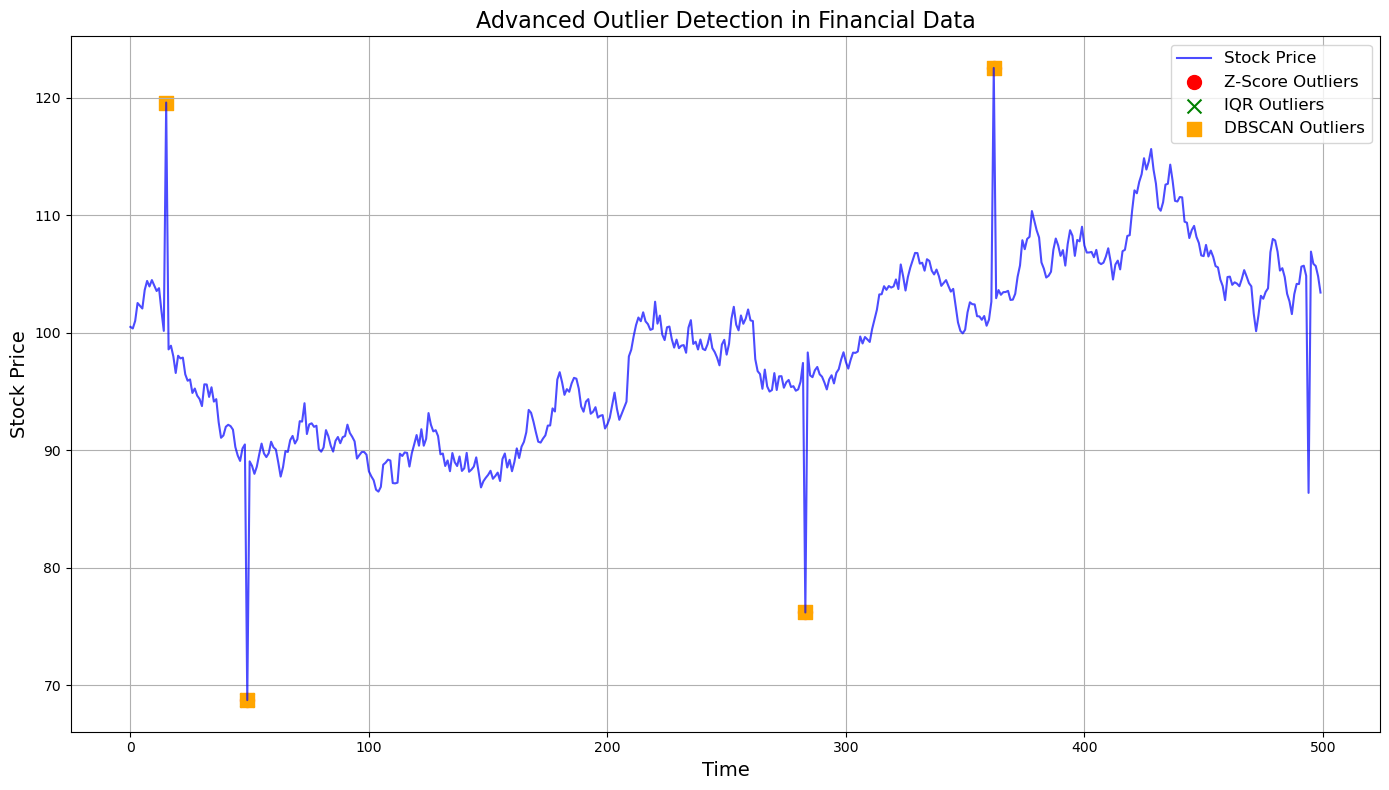 Advanced Outlier Detection in Financial Data
Stock Price
Z-Score Outliers
IQR Outliers
DBSCAN Outliers
120
110
100
90
80
70
Stock Price
0 100 200 300 400 500
Time